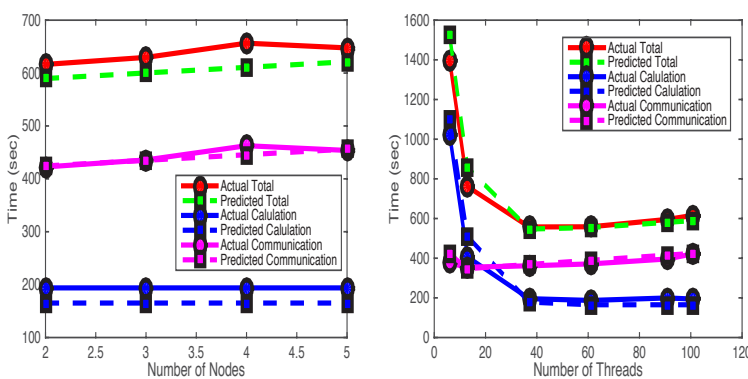 700
600
500
400
300
200
100
2
2.5
3
3.5
4
4.5
5
Time (sec)
Number of Nodes
Actual Total
Predicted Total
Actual Calulation
Predicted Calulation
Actual Communication
Predicted Communication
1600
1400
1200
1000
800
600
400
200
0
0
20
40
60
80
100
120
Time (sec)
Number of Threads
Actual Total
Predicted Total
Actual Calulation
Predicted Calulation
Actual Communication
Predicted Communication